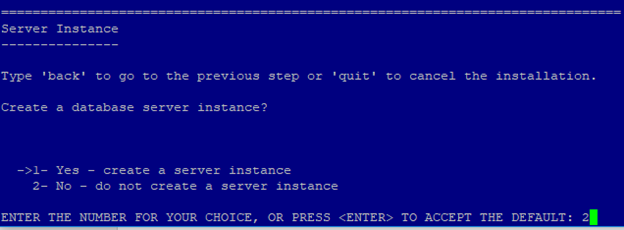 ===============================================================================
Server Instance
---------------
Type 'back' to go to the previous step or 'quit' to cancel the installation.
Create a database server instance?
->1- Yes - create a server instance
2- No - do not create a server instance
ENTER THE NUMBER FOR YOUR CHOICE, OR PRESS <ENTER> TO ACCEPT THE DEFAULT: 2